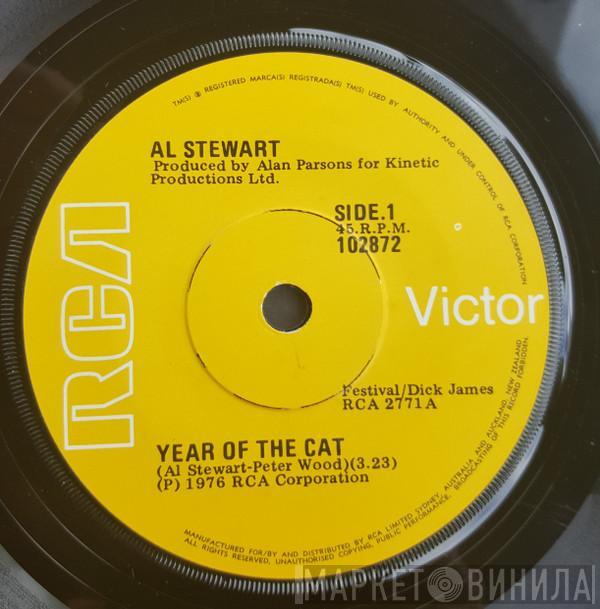 TM(S) ® REGISTERED MARCA(S) REGISTRADA(S) TM(S) USED BY AUTHORITY AND UNDER CONTROL OF RCA CORPORATION
AL STEWART
Produced by Alan Parsons for Kinetic
Productions Ltd.
SIDE.1
45.R.P.M.
102872
RCA
Victor
Festival/Dick James
RCA 2771A
YEAR OF THE CAT
(Al Stewart-Peter Wood)(3.23)
(P) 1976 RCA Corporation
MANUFACTURED FOR/BY AND DISTRIBUTED BY RCA LIMITED SYDNEY, AUSTRALIA AND AUCKLAND, NEW ZEALAND
ALL RIGHTS RESERVED, UNAUTHORISED COPYING, PUBLIC PERFORMANCE, BROADCASTING OF THIS RECORD FORBIDDEN
МАРКЕТ ВИНИЛА